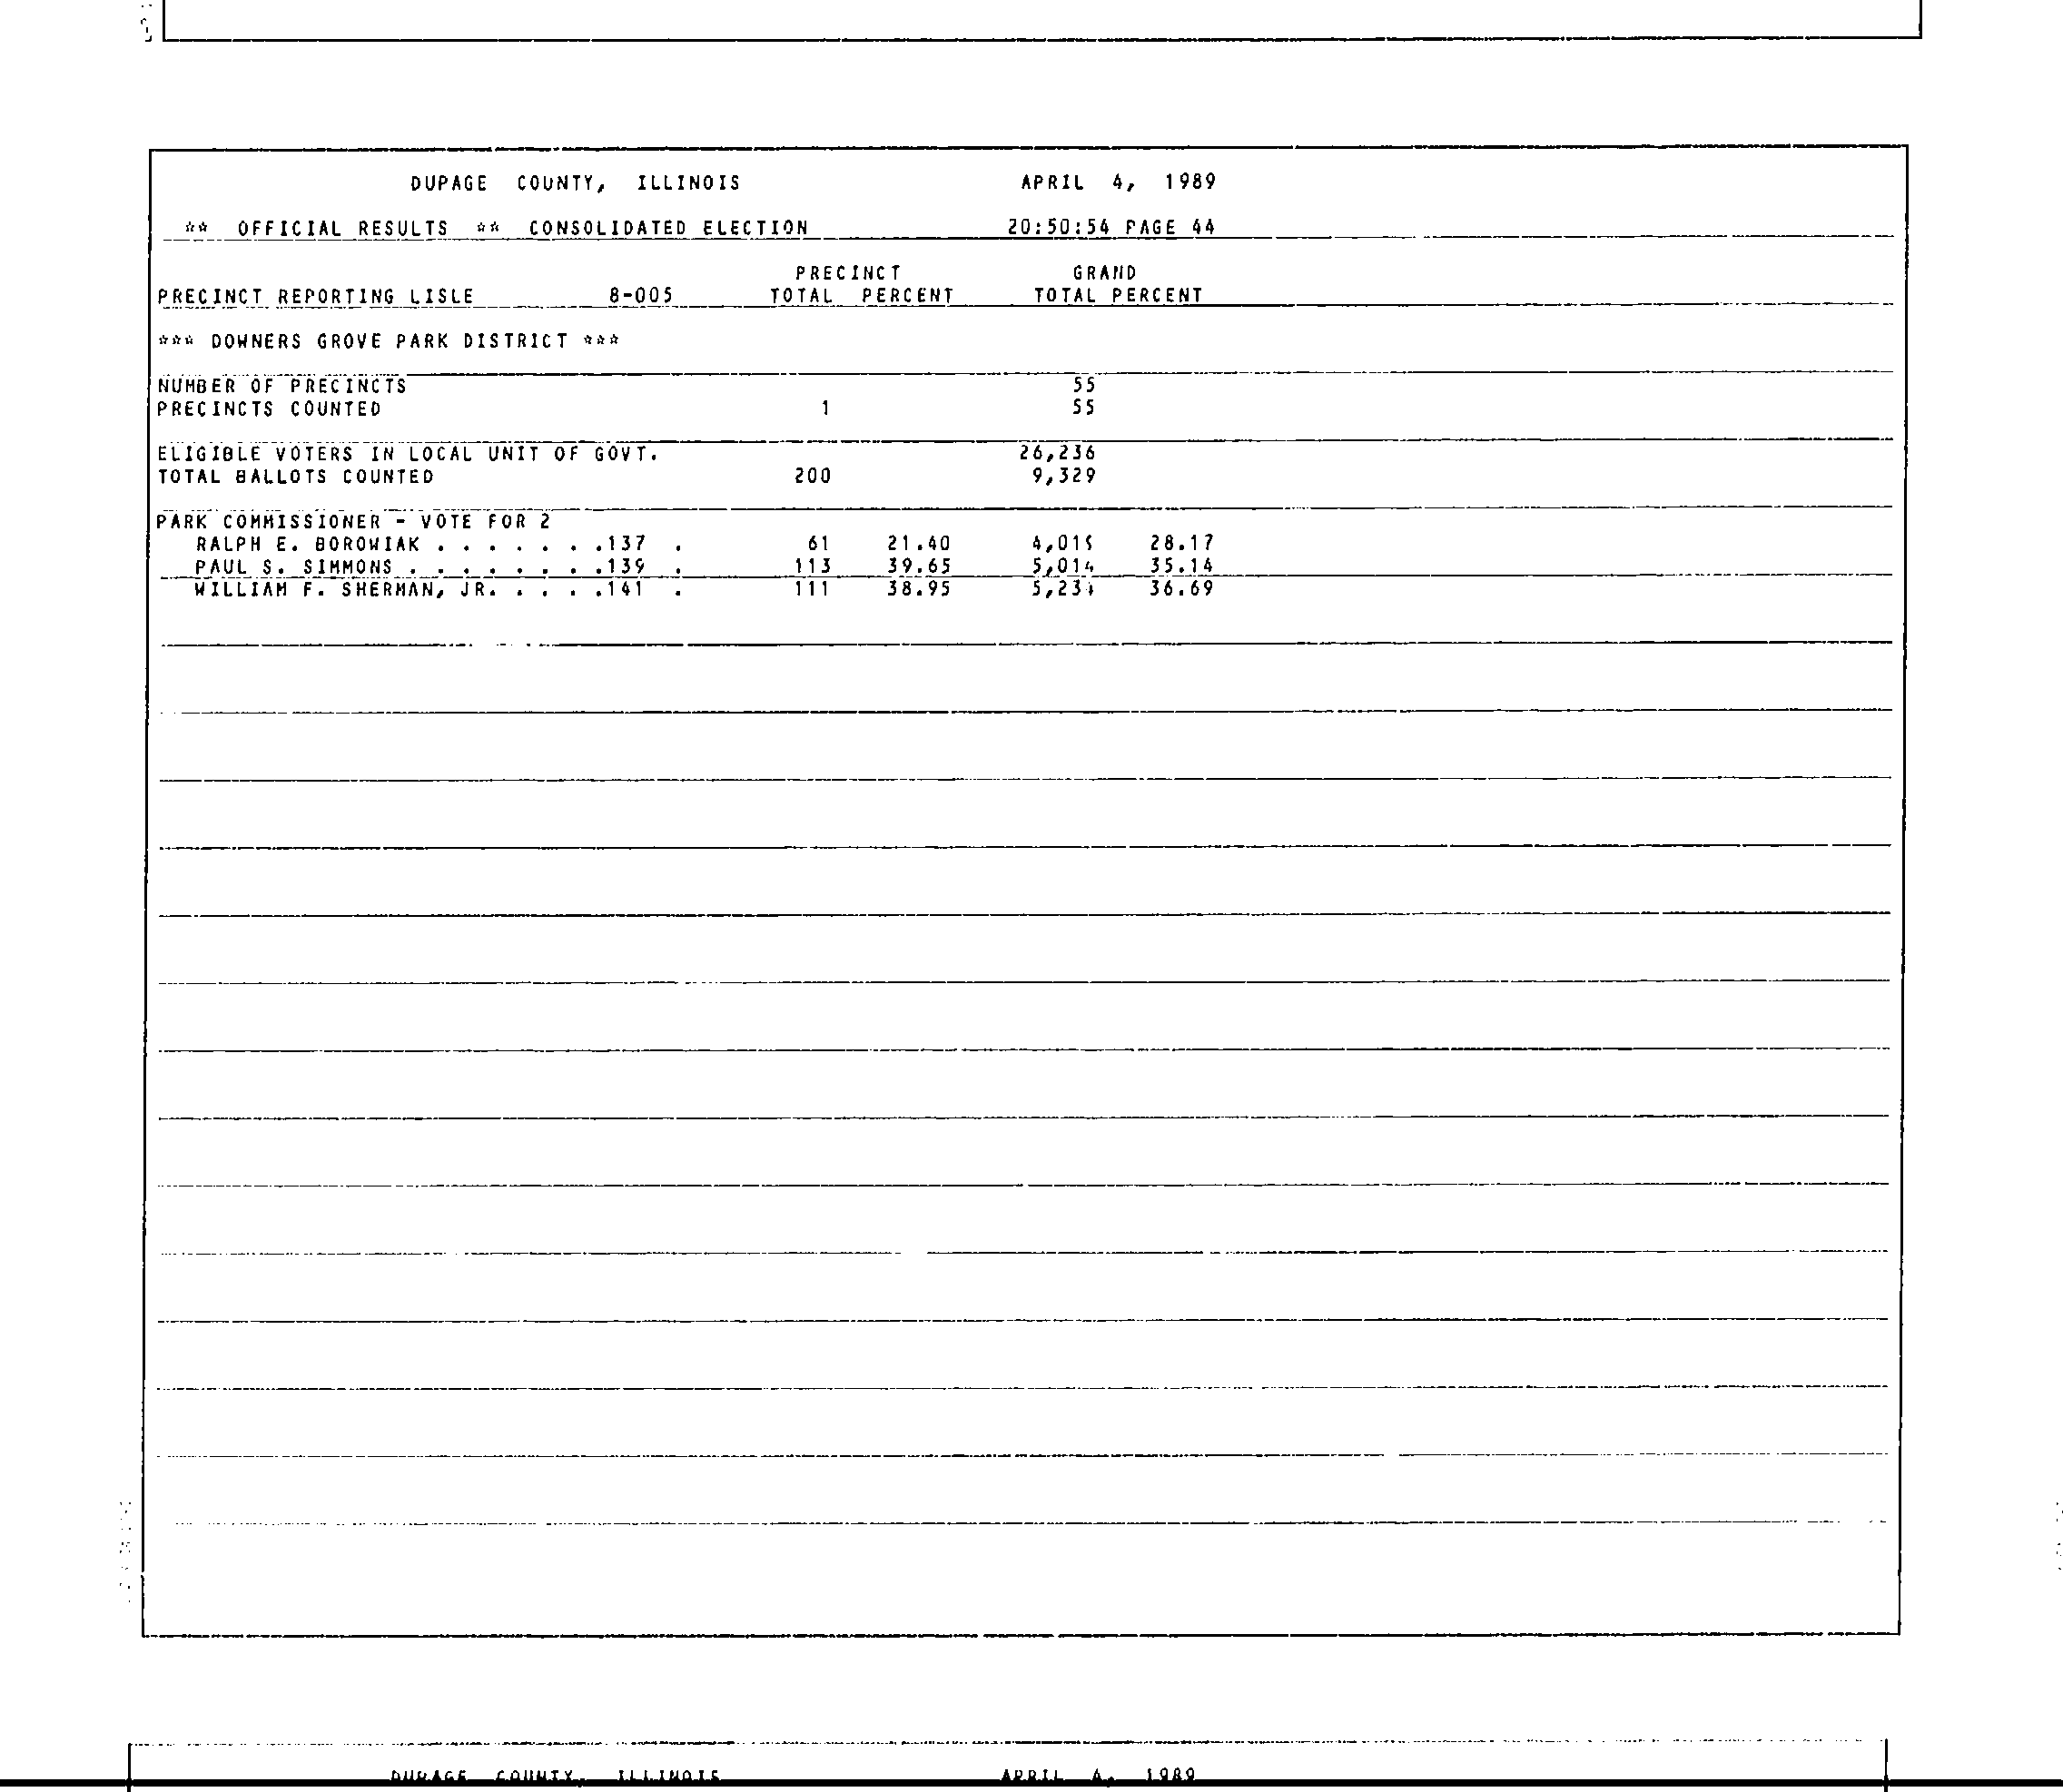 DUPAGE COUNTY, ILLINOIS APRIL 4, 1989
** OFFICIAL RESULTS ** CONSOLIDATED ELECTION 20:50:54 PAGE 44
PRECINCT GRAND
PRECINCT REPORTING LISLE 8-005 TOTAL PERCENT TOTAL PERCENT
*** DOWNERS GROVE PARK DISTRICT ***
NUMBER OF PRECINCTS 55
PRECINCTS COUNTED 1 55
ELIGIBLE VOTERS IN LOCAL UNIT OF GOVT. 26,236
TOTAL BALLOTS COUNTED 200 9,329
PARK COMMISSIONER - VOTE FOR 2
RALPH E. BOROWIAK . . . . . . .137 . 61 21.40 4,019 28.17
PAUL S. SIMMONS . . . . . . . .139 . 113 39.65 5,014 35.14
WILLIAM F. SHERMAN, JR. . . . .141 . 111 38.95 5,234 36.69
DUPAGE COUNTY, ILLINOIS APRIL 4, 1989